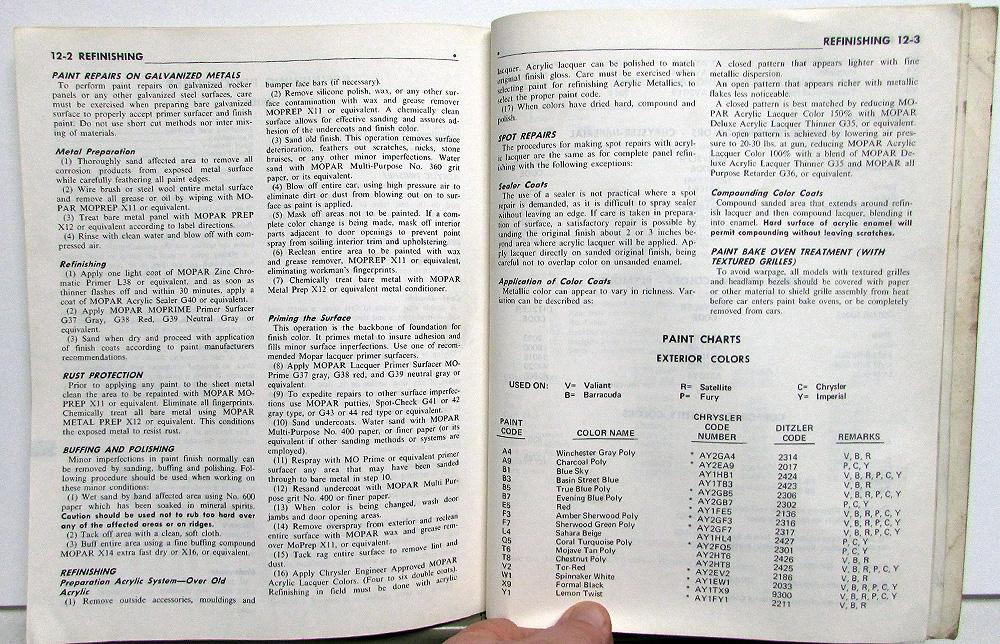 12-2 REFINISHING
PAINT REPAIRS ON GALVANIZED METALS
To perform paint repairs on galvanized rocker
panels or any other galvanized steel surfaces, care
must be exercised when preparing bare galvanized
surface to properly accept primer surfacer and finish
paint. Do not use short cut methods nor inter mix-
ing of materials.
Metal Preparation
(1) Thoroughly sand affected area to remove all
corrosion products from exposed metal surface
while carefully feathering all paint edges.
(2) Wire brush or steel wool entire metal surface
and remove all grease or oil by wiping with MO-
PAR MOPREP X11 or equivalent.
(3) Treat bare metal panel with MOPAR PREP
X12 or equivalent according to label directions.
(4) Rinse with clean water and blow off with com-
pressed air.
Refinishing
(1) Apply one light coat of MOPAR Zinc Chro-
matic Primer L38 or equivalent, and as soon as
thinner flashes off and within 30 minutes, apply a
coat of MOPAR Acrylic Sealer G40 or equivalent.
(2) Apply MOPAR MOPRIME Primer Surfacer
G37 Gray, G38 Red, G39 Neutral Gray or
equivalent.
(3) Sand when dry and proceed with application
of finish coats according to paint manufacturers
recommendations.
RUST PROTECTION
Prior to applying any paint to the sheet metal
clean the area to be repainted with MOPAR MO-
PREP X11 or equivalent. Eliminate all fingerprints.
Chemically treat all bare metal using MOPAR
METAL PREP X12 or equivalent. This conditions
the exposed metal to resist rust.
BUFFING AND POLISHING
Minor imperfections in paint finish normally can
be removed by sanding, buffing and polishing. Fol-
lowing procedure should be used when working on
these minor conditions:
(1) Wet sand by hand affected area using No. 600
paper which has been soaked in mineral spirits.
Caution should be used not to rub too hard over
any of the affected areas or on ridges.
(2) Tack off area with a clean, soft cloth.
(3) Buff entire area using a fine buffing compound
MOPAR X14 extra fast dry or X16, or equivalent.
REFINISHING
Preparation Acrylic System—Over Old
Acrylic
(1) Remove outside accessories, mouldings and
bumper face bars (if necessary).
(2) Remove silicone polish, wax, or any other sur-
face contamination with wax and grease remover
MOPREP X11 or equivalent. A chemically clean
surface allows for effective sanding and assures ad-
hesion of the undercoats and finish color.
(3) Sand old finish. This operation removes surface
deterioration, feathers out scratches, nicks, stone
bruises, or any other minor imperfections. Water
sand with MOPAR Multi-Purpose No. 360 grit
paper, or its equivalent.
(4) Blow off entire car, using high pressure air to
eliminate dirt or dust from blowing out on to sur-
face as paint is applied.
(5) Mask off areas not to be painted. If a com-
plete color change is being made, mask off interior
parts adjacent to door openings to prevent paint
spray from soiling interior trim and upholstering.
(6) Reclean entire area to be painted with wax
and grease remover, MOPREP X11 or equivalent,
eliminating workman's fingerprints.
(7) Chemically treat bare metal with MOPAR
Metal Prep X12 or equivalent metal conditioner.
Priming the Surface
This operation is the backbone of foundation for
finish color. It primes metal to insure adhesion and
fills minor surface imperfections. Use one of recom-
mended Mopar lacquer primer surfacers.
(8) Apply MOPAR Lacquer Primer Surfacer MO-
Prime G37 gray, G38 red, and G39 neutral gray or
equivalent.
(9) To expedite repairs to other surface imperfec-
tions use MOPAR putties, Spot-Check G41 or 42
gray type, or G43 or 44 red type or equivalent.
(10) Sand undercoats. Water sand with MOPAR
Multi-Purpose No. 400 paper, or finer paper (or its
equivalent if other sanding methods or systems are
employed).
(11) Respray with MO Prime or equivalent primer
surfacer any area that may have been sanded
through to bare metal in step 10.
(12) Resand undercoat with MOPAR Multi Pur-
pose grit No. 400 or finer paper.
(13) When color is being changed, wash door
jambs and door opening areas.
(14) Remove overspray from exterior and reclean
entire surface with MOPAR wax and grease rem-
over MoPrep X11, or equivalent.
(15) Tack rag entire surface to remove lint and
dust.
(16) Apply Chrysler Engineer Approved MOPAR
Acrylic Lacquer Colors. (Four to six double coats).
Refinishing in field must be done with acrylic
REFINISHING 12-3
lacquer. Acrylic lacquer can be polished to match
original finish gloss. Care must be exercised when
selecting paint for refinishing Acrylic Metallics, to
select the proper paint code.
(17) When colors have dried hard, compound and
polish.
SPOT REPAIRS
The procedures for making spot repairs with acryl-
ic lacquer are the same as for complete panel refin-
ishing with the following exceptions:
Sealer Coats
The use of a sealer is not practical where a spot
repair is demanded, as it is difficult to spray sealer
without leaving an edge. If care is taken in prepara-
tion of surface, a satisfactory repair is possible by
sanding the original finish about 2 or 3 inches be-
yond area where acrylic lacquer will be applied. Ap-
ply lacquer directly on sanded original finish, being
careful not to overlap color on unsanded enamel.
Application of Color Coats
Metallic color can appear to vary in richness. Var-
iation can be described as:
A closed pattern that appears lighter with fine
metallic dispersion.
An open pattern that appears richer with metallic
flakes less noticeable.
A closed pattern is best matched by reducing MO-
PAR Acrylic Lacquer Color 150% with MOPAR
Deluxe Acrylic Lacquer Thinner G35, or equivalent.
An open pattern is achieved by lowering air pres-
sure to 20-30 lbs. at gun, reducing MOPAR Acrylic
Lacquer Color 100% with a blend of MOPAR De-
luxe Acrylic Lacquer Thinner G35 and MOPAR all
Purpose Retarder G36, or equivalent.
Compounding Color Coats
Compound sanded area that extends around refin-
ish lacquer and then compound lacquer, blending it
into enamel. Hard surface of acrylic enamel will
permit compounding without leaving scratches.
PAINT BAKE OVEN TREATMENT (WITH
TEXTURED GRILLES)
To avoid warpage, all models with textured grilles
and headlamp bezels should be covered with paper
or other material to shield grille assembly from heat
before car enters paint bake ovens, or be completely
removed from cars.
PAINT CHARTS
EXTERIOR COLORS
USED ON: V= Valiant R= Satellite C= Chrysler
B= Barracuda P= Fury Y= Imperial
PAINT CODE COLOR NAME CHRYSLER CODE NUMBER DITZLER CODE REMARKS
A4 Winchester Gray Poly * AY2GA4 2314 V, B, R
A9 Charcoal Poly AY2EA9 2017 P, C, Y
B1 Blue Sky AY1HB1 2424 V, B, R, P, C, Y
B3 Basin Street Blue AY1TB3 2423 V, B, R
B5 True Blue Poly * AY2GB5 2306 V, B, R, P, C, Y
B7 Evening Blue Poly * AY2GB7 2302 P, C, Y
E5 Red * AY1FE5 2136 V, B, R, P, C, Y
F3 Amber Sherwood Poly * AY2GF3 2316 V, B, R, P, C, Y
F7 Sherwood Green Poly * AY2GF7 2317 V, B, R, P, C, Y
L4 Sahara Beige AY1HL4 2427 P, C, Y
Q5 Coral Turquoise Poly * AY2FQ5 2301 P, C, Y
T6 Mojave Tan Poly AY2HT6 2426 V, B, R
T8 Chestnut Poly AY2HT8 2425 V, B, R, P, C, Y
V2 Tor-Red * AY2EV2 2186 V, B, R
W1 Spinnaker White * AY1EW1 2033 V, B, R, P, C, Y
X9 Formal Black * AY1TX9 9300 V, B, R, P, C, Y
Y1 Lemon Twist * AY1FY1 2211 V, B, R